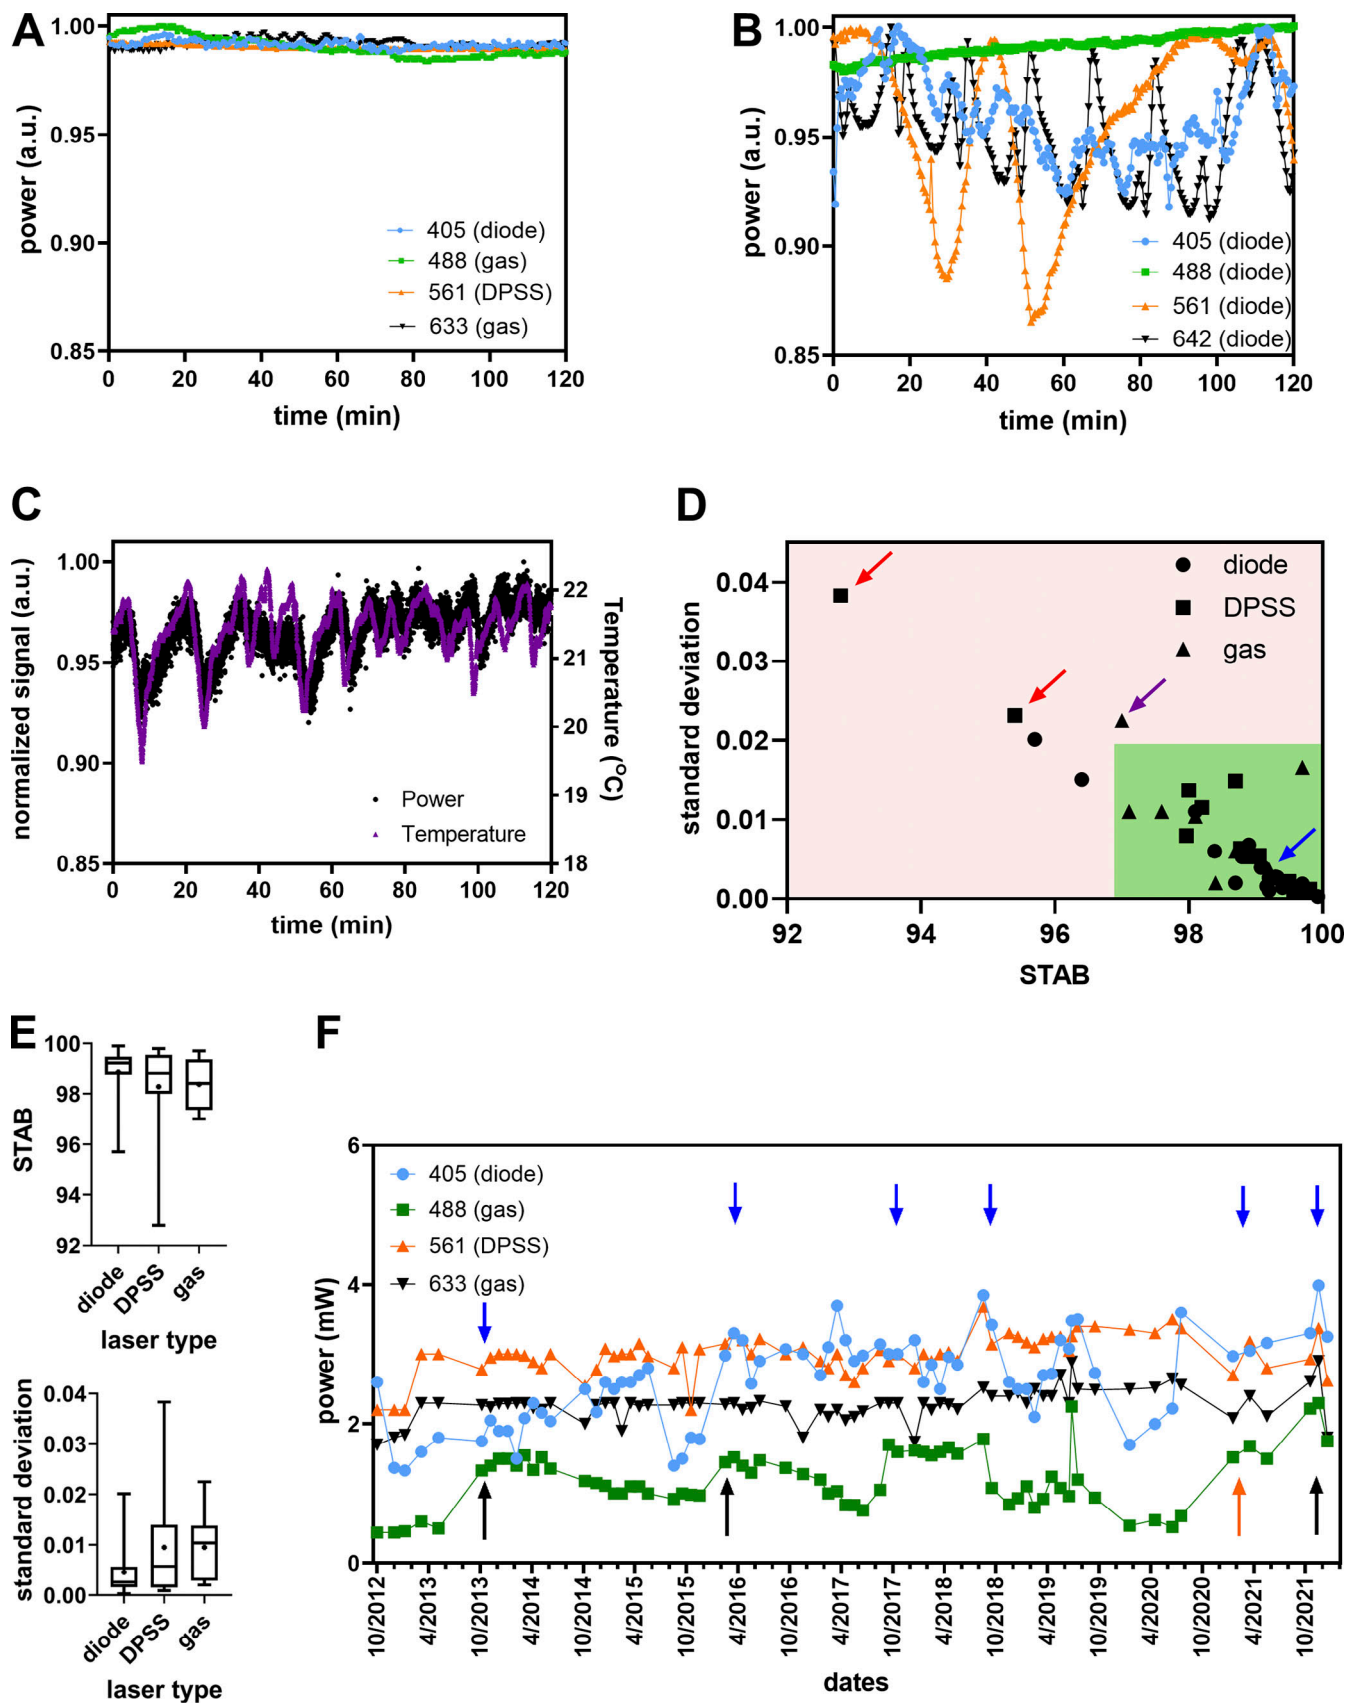 A
1.00
0.95
0.90
0.85
power (a.u.)
405 (diode)
488 (gas)
561 (DPSS)
633 (gas)
0 20 40 60 80 100 120
time (min)
B
1.00
0.95
0.90
0.85
power (a.u.)
405 (diode)
488 (diode)
561 (diode)
642 (diode)
0 20 40 60 80 100 120
time (min)
C
1.00
0.95
0.90
0.85
normalized signal (a.u.)
22
21
20
19
18
Temperature (°C)
Power
Temperature
0 20 40 60 80 100 120
time (min)
D
0.04
0.03
0.02
0.01
0.00
standard deviation
diode
DPSS
gas
92 94 96 98 100
STAB
E
100
98
96
94
92
STAB
diode DPSS gas
laser type
0.04
0.03
0.02
0.01
0.00
standard deviation
diode DPSS gas
laser type
F
6
4
2
0
power (mW)
405 (diode)
488 (gas)
561 (DPSS)
633 (gas)
10/2012 4/2013 10/2013 4/2014 10/2014 4/2015 10/2015 4/2016 10/2016 4/2017 10/2017 4/2018 10/2018 4/2019 10/2019 4/2020 10/2020 4/2021 10/2021
dates